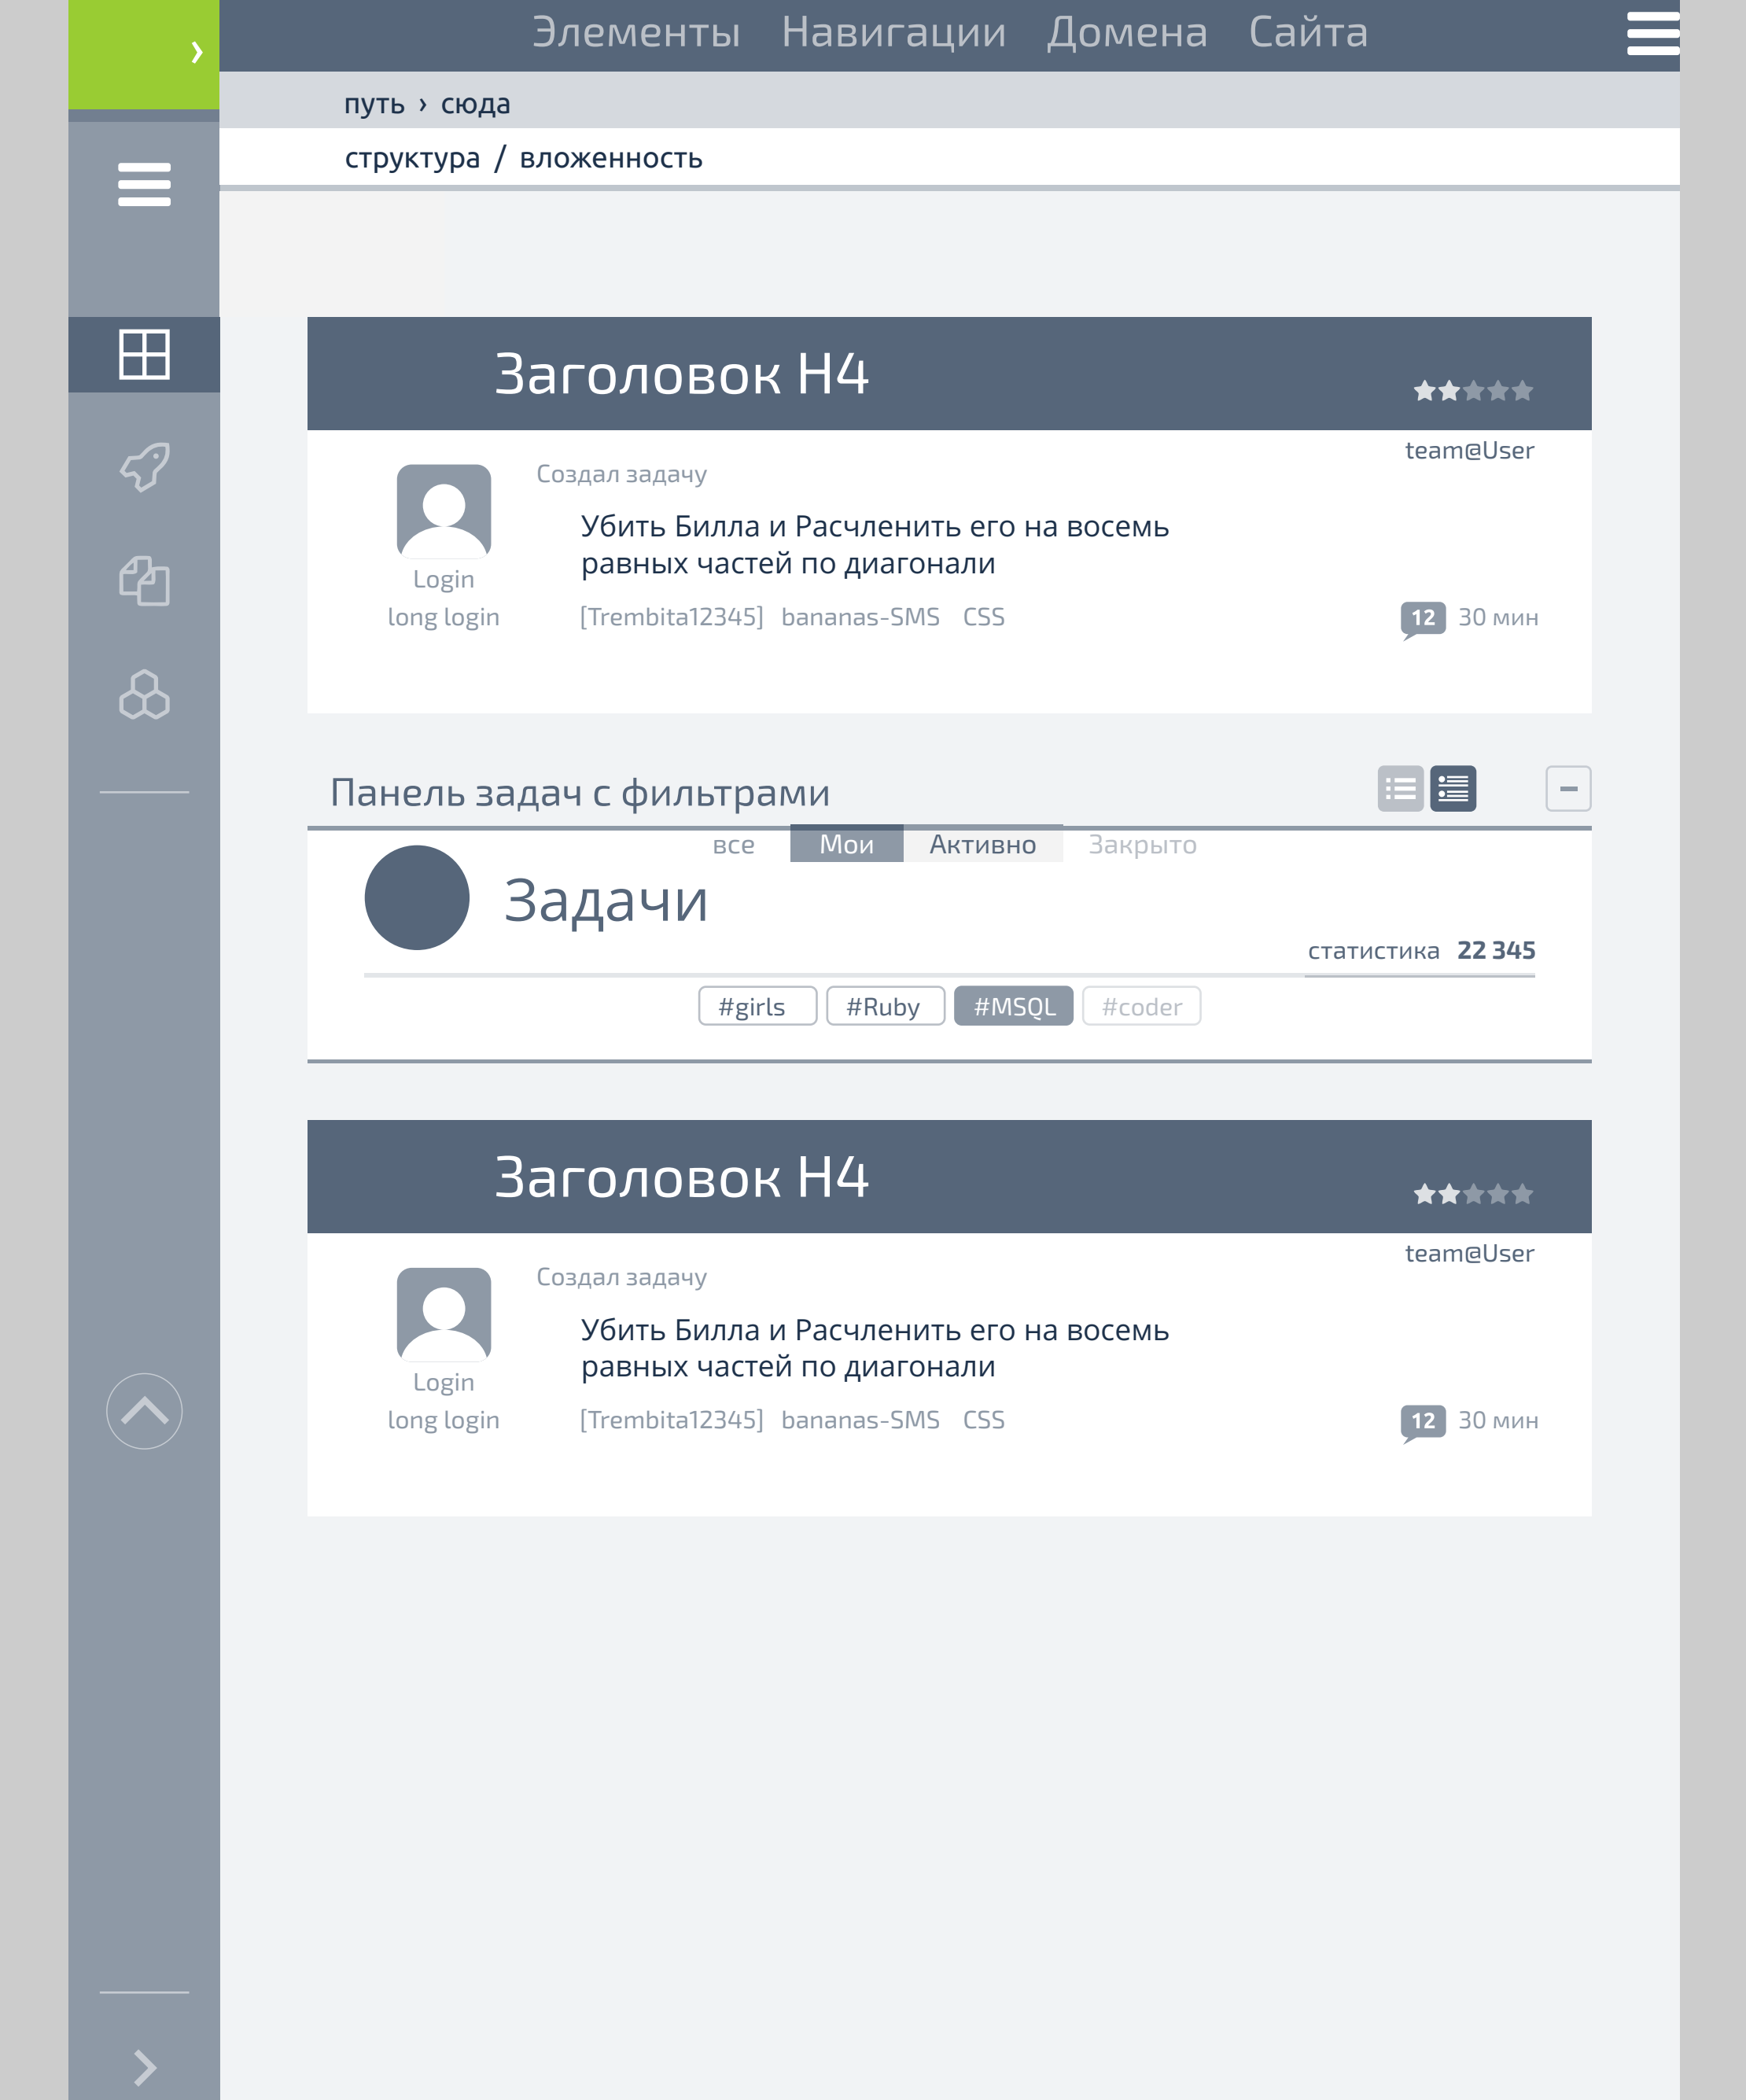 Элементы Навигации Домена Сайта
›
путь › сюда
структура / вложенность
Заголовок H4
team@User
Создал задачу
Убить Билла и Расчленить его на восемь
равных частей по диагонали
Login
long login [Trembita12345] bananas-SMS CSS 12 30 мин
Панель задач с фильтрами
все Мои Активно Закрыто
Задачи
статистика 22 345
#girls #Ruby #MSQL #coder
Заголовок H4
team@User
Создал задачу
Убить Билла и Расчленить его на восемь
равных частей по диагонали
Login
long login [Trembita12345] bananas-SMS CSS 12 30 мин